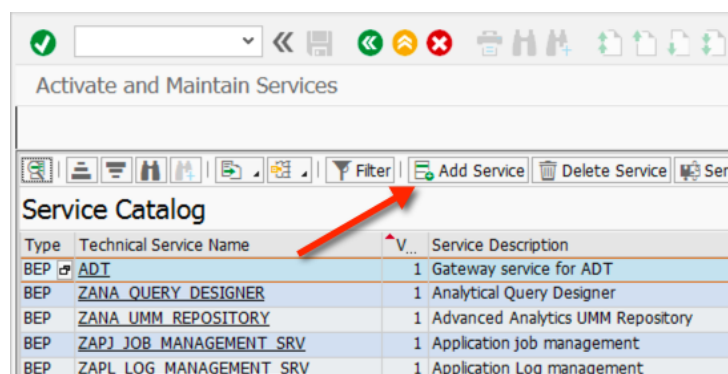 Activate and Maintain Services
Filter Add Service Delete Service Ser
Service Catalog
Type Technical Service Name V... Service Description
BEP ADT 1 Gateway service for ADT
BEP ZANA_QUERY_DESIGNER 1 Analytical Query Designer
BEP ZANA_UMM_REPOSITORY 1 Advanced Analytics UMM Repository
BEP ZAPJ_JOB_MANAGEMENT_SRV 1 Application job management
BEP ZAPL_LOG_MANAGEMENT_SRV 1 Application Log management